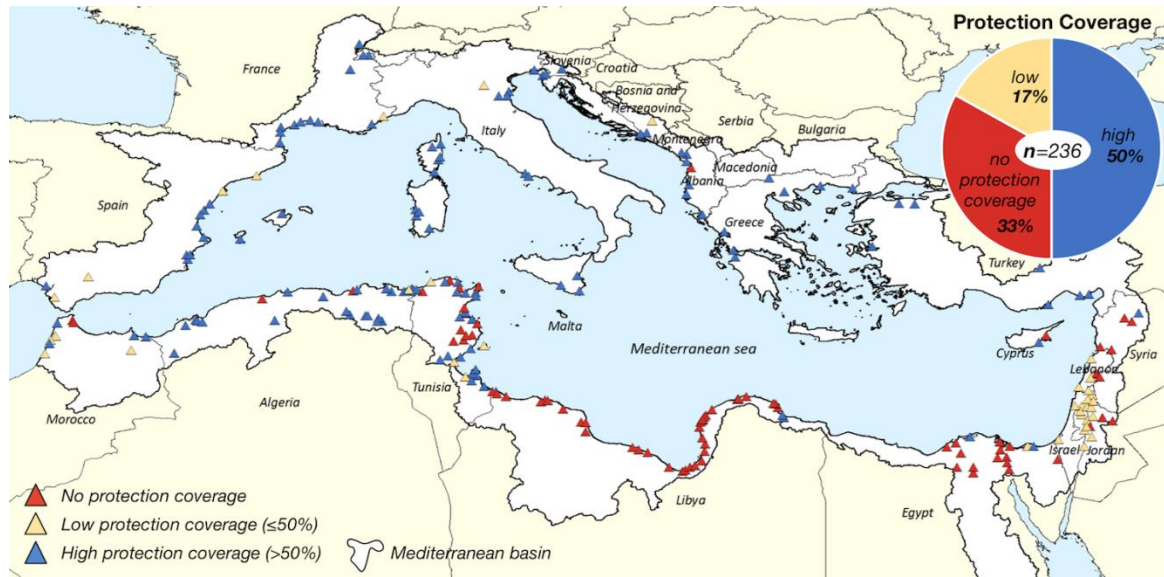 Protection Coverage
low
17%
high
50%
n=236
no
protection
coverage
33%
France
Slovenia
Croatia
Bosnia and
Herzegovina
Serbia
Italy
Montenegro
Bulgaria
Macedonia
Albania
Spain
Greece
Turkey
Malta
Mediterranean sea
Cyprus
Syria
Lebanon
Tunisia
Algeria
Morocco
Israel
Jordan
Libya
Egypt
No protection coverage
Low protection coverage (≤50%)
High protection coverage (>50%)
Mediterranean basin